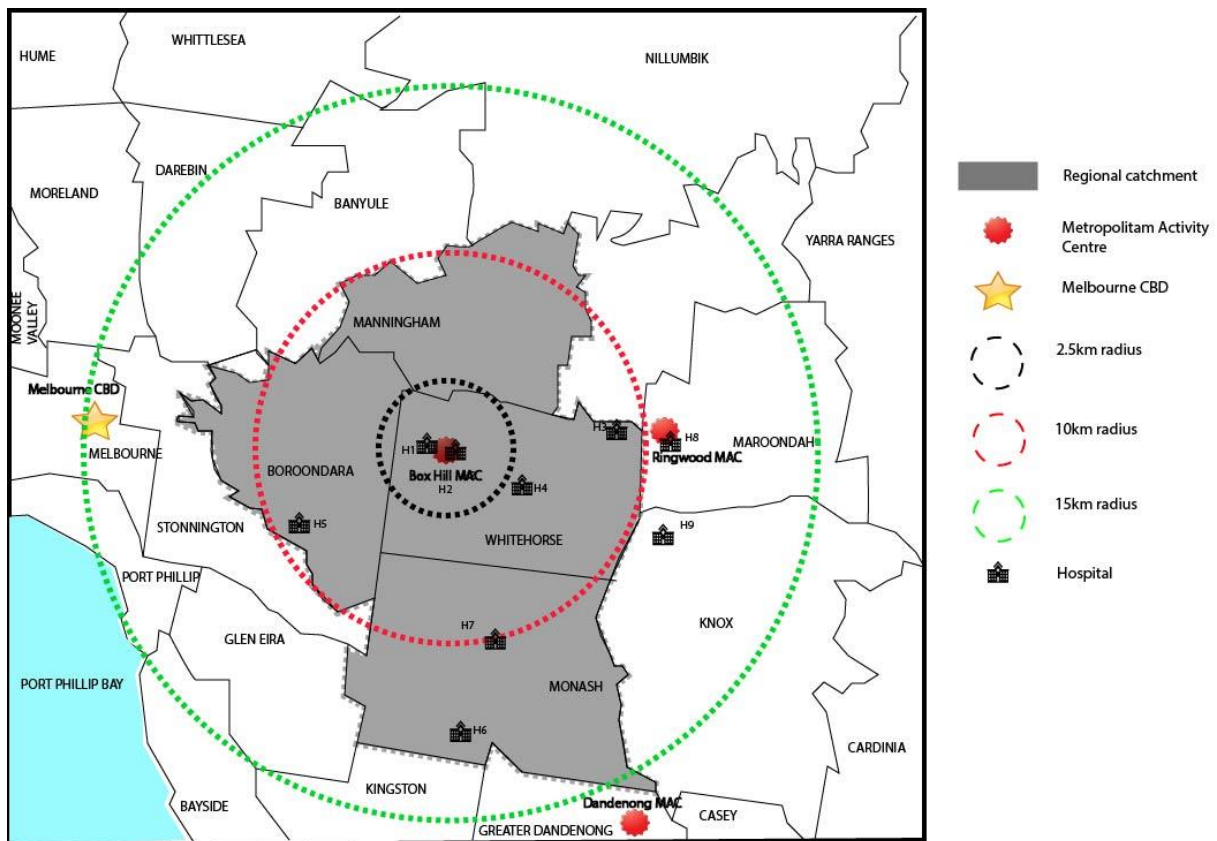 WHITTLESEA
HUME
NILLUMBIK
DAREBIN
MORELAND
BANYULE
YARRA RANGES
MOONEE
VALLEY
MANNINGHAM
Melbourne CBD
MELBOURNE
H1
H3
H8
MAROONDAH
Ringwood MAC
BOROONDARA
Box Hill MAC
H2
H4
H5
STONNINGTON
WHITEHORSE
H9
PORT PHILLIP
GLEN EIRA
H7
KNOX
PORT PHILLIP BAY
MONASH
H6
CARDINIA
KINGSTON
BAYSIDE
Dandenong MAC
CASEY
GREATER DANDENONG
Regional catchment
Metropolitam Activity
Centre
Melbourne CBD
2.5km radius
10km radius
15km radius
Hospital